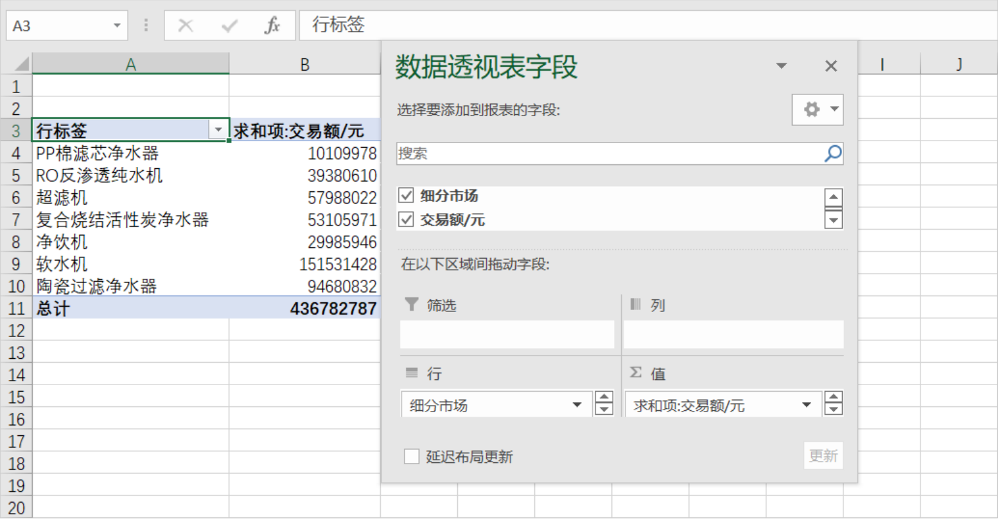 A3 fx 行标签
A B I J
1
2
3 行标签 求和项:交易额/元
4 PP棉滤芯净水器 10109978
5 RO反渗透纯水机 39380610
6 超滤机 57988022
7 复合烧结活性炭净水器 53105971
8 净饮机 29985946
9 软水机 151531428
10 陶瓷过滤净水器 94680832
11 总计 436782787
12
13
14
15
16
17
18
19
20
数据透视表字段
选择要添加到报表的字段:
搜索
细分市场
交易额/元
在以下区域间拖动字段:
筛选 列
行 Σ 值
细分市场 求和项:交易额/元
延迟布局更新 更新